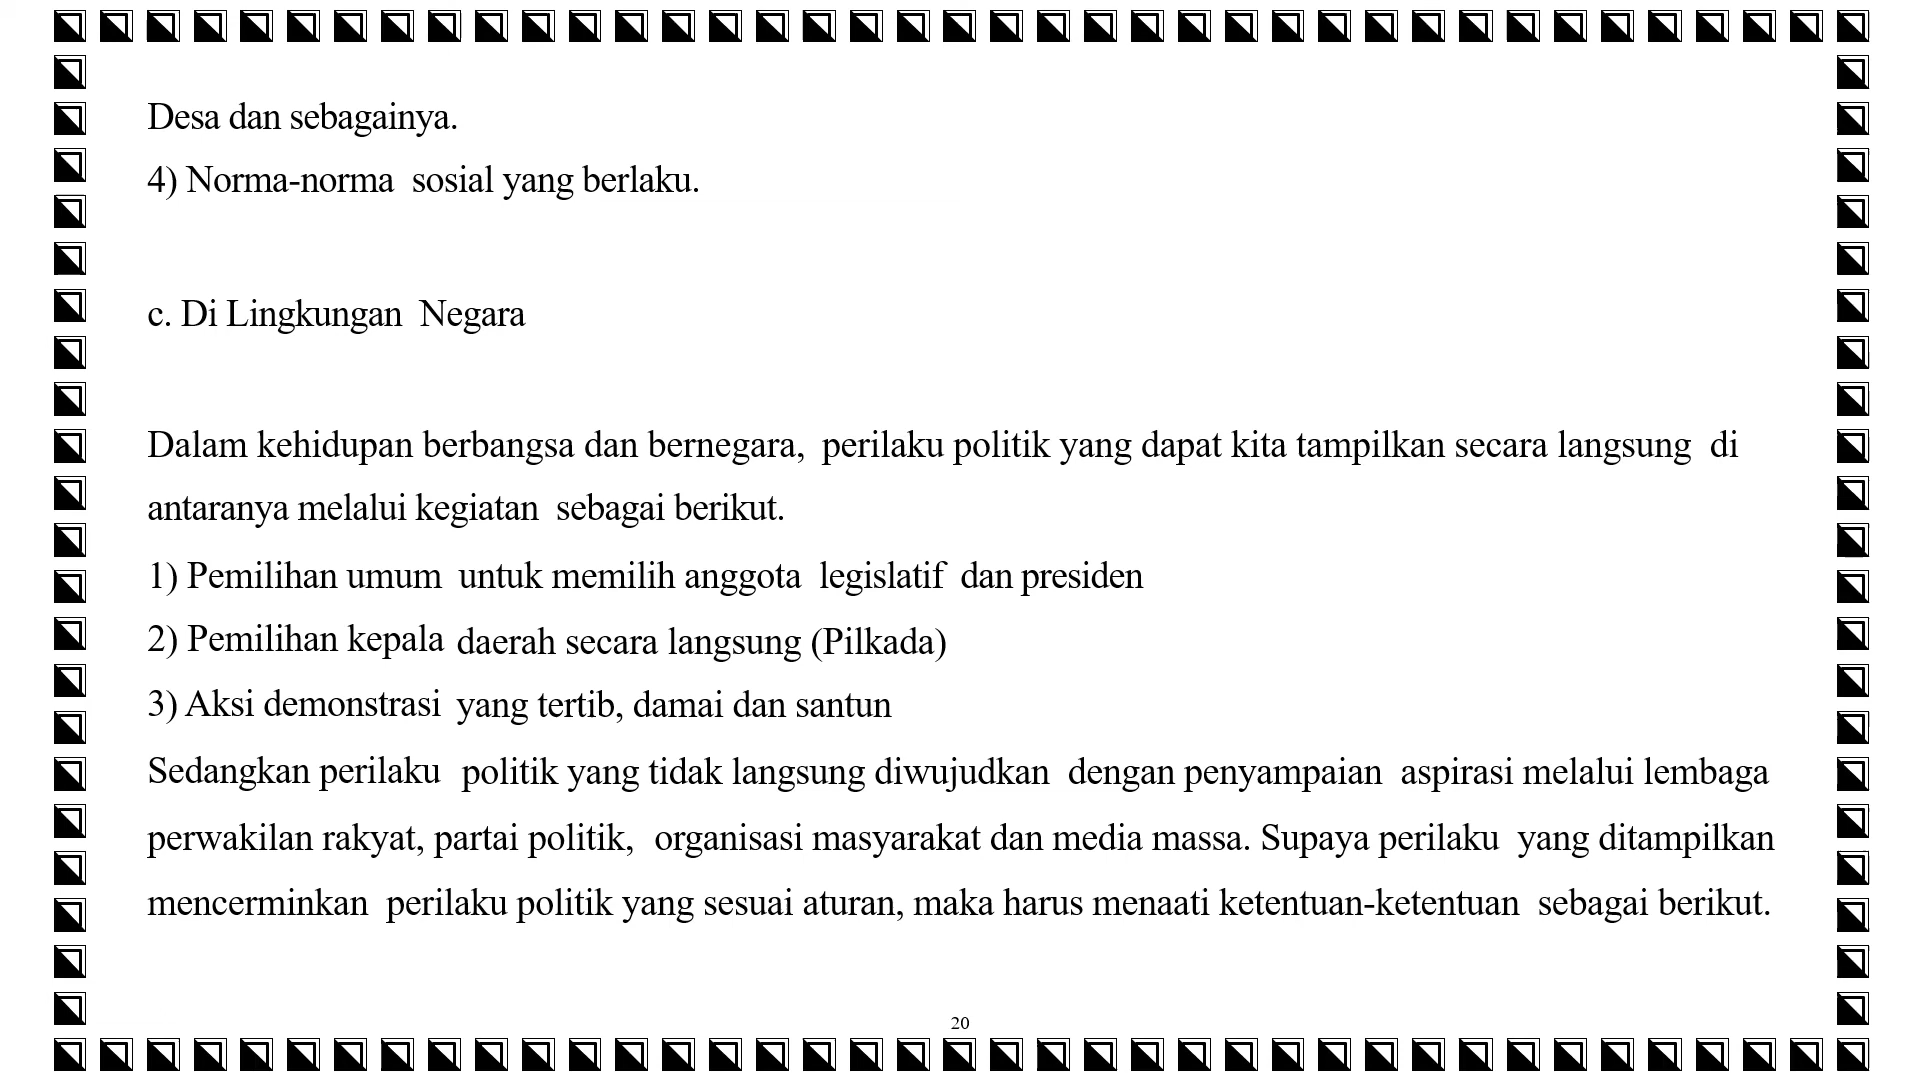 Desa dan sebagainya.
4) Norma-norma sosial yang berlaku.
c. Di Lingkungan Negara
Dalam kehidupan berbangsa dan bernegara, perilaku politik yang dapat kita tampilkan secara langsung di
antaranya melalui kegiatan sebagai berikut.
1) Pemilihan umum untuk memilih anggota legislatif dan presiden
2) Pemilihan kepala daerah secara langsung (Pilkada)
3) Aksi demonstrasi yang tertib, damai dan santun
Sedangkan perilaku politik yang tidak langsung diwujudkan dengan penyampaian aspirasi melalui lembaga
perwakilan rakyat, partai politik, organisasi masyarakat dan media massa. Supaya perilaku yang ditampilkan
mencerminkan perilaku politik yang sesuai aturan, maka harus menaati ketentuan-ketentuan sebagai berikut.
20